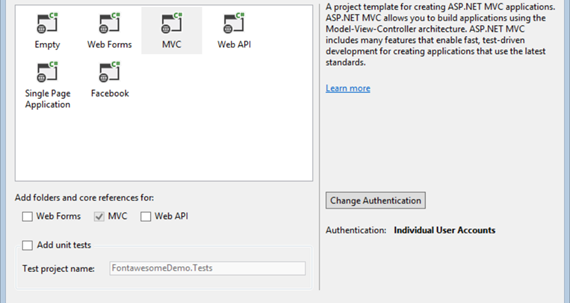 Empty
Web Forms
MVC
Web API
Single Page
Application
Facebook
Add folders and core references for:
Web Forms
MVC
Web API
Add unit tests
Test project name:
FontawesomeDemo.Tests
A project template for creating ASP.NET MVC applications.
ASP.NET MVC allows you to build applications using the
Model-View-Controller architecture. ASP.NET MVC
includes many features that enable fast, test-driven
development for creating applications that use the latest
standards.
Learn more
Change Authentication
Authentication: Individual User Accounts